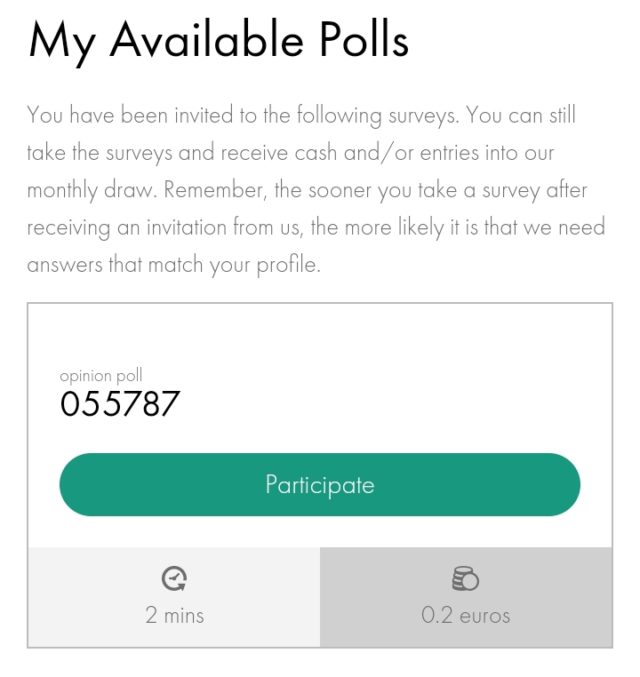 My Available Polls
You have been invited to the following surveys. You can still
take the surveys and receive cash and/or entries into our
monthly draw. Remember, the sooner you take a survey after
receiving an invitation from us, the more likely it is that we need
answers that match your profile.
opinion poll
055787
Participate
2 mins
0.2 euros